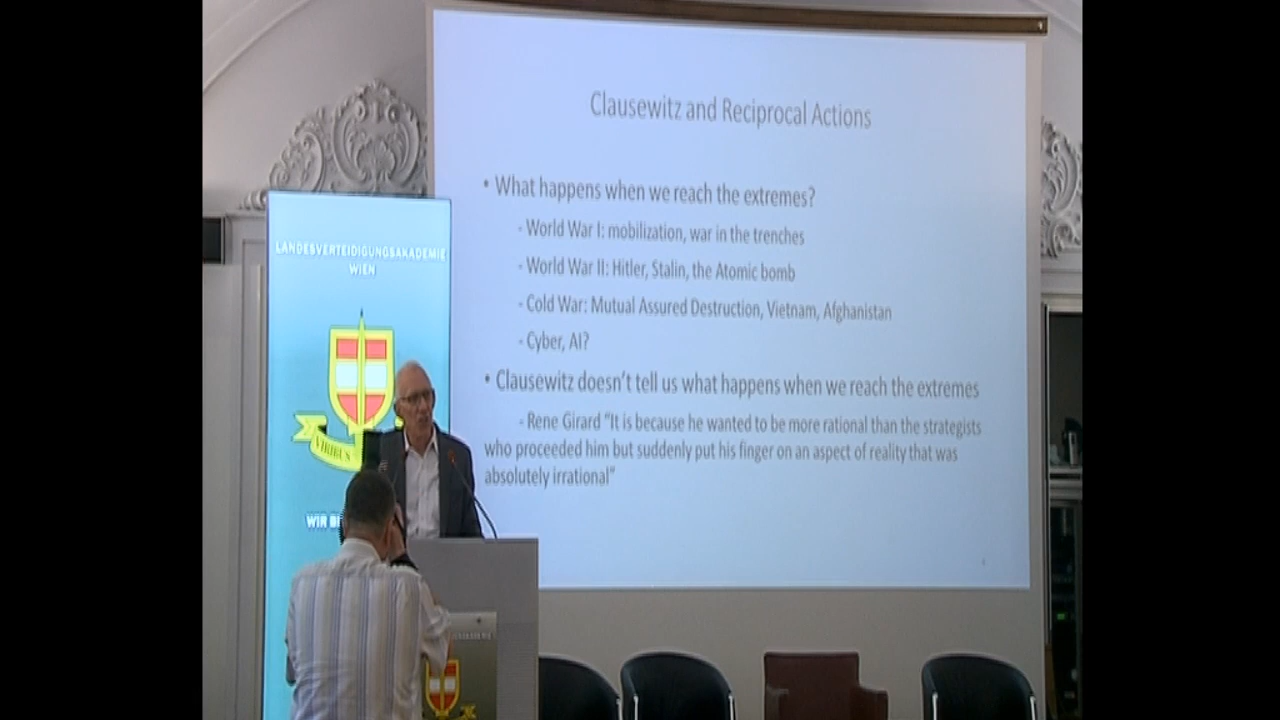 Clausewitz and Reciprocal Actions
• What happens when we reach the extremes?
- World War I: mobilization, war in the trenches
- World War II: Hitler, Stalin, the Atomic bomb
- Cold War: Mutual Assured Destruction, Vietnam, Afghanistan
- Cyber, AI?
• Clausewitz doesn't tell us what happens when we reach the extremes
- Rene Girard "It is because he wanted to be more rational than the strategists
who proceeded him but suddenly put his finger on an aspect of reality that was
absolutely irrational"
LANDESVERTEIDIGUNGSAKADEMIE
WIEN
VIRIBUS
WIR